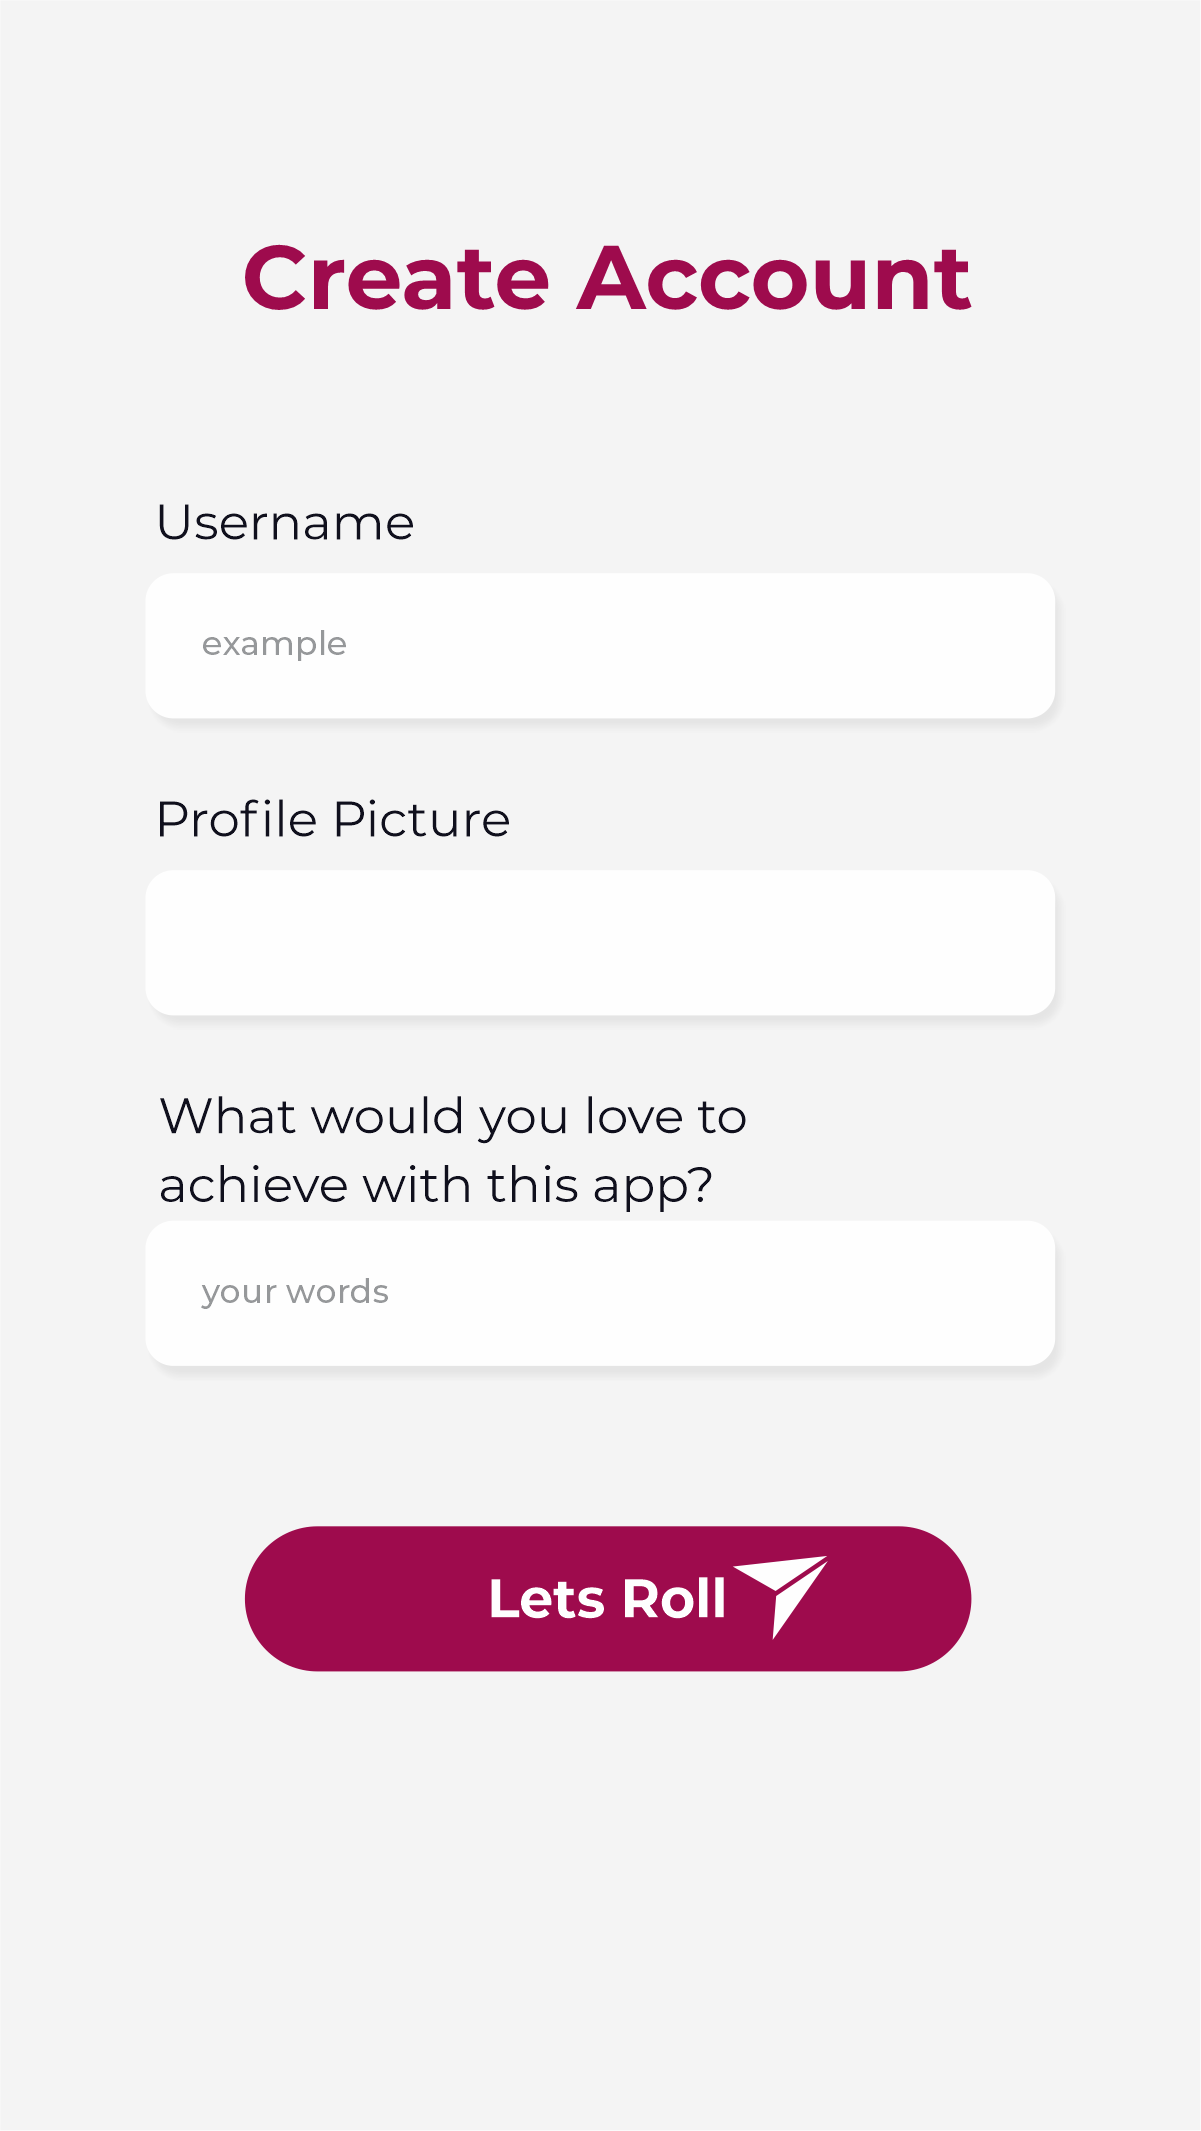 Create Account
Username
example
Profile Picture
What would you love to
achieve with this app?
your words
Lets Roll